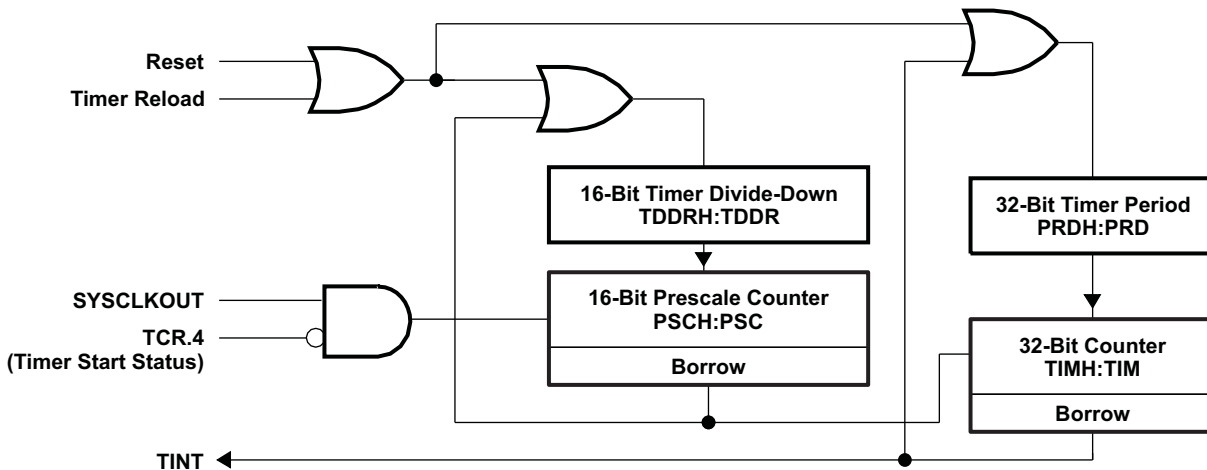 Reset
Timer Reload
16-Bit Timer Divide-Down
TDDRH:TDDR
32-Bit Timer Period
PRDH:PRD
SYSCLKOUT
TCR.4
(Timer Start Status)
16-Bit Prescale Counter
PSCH:PSC
Borrow
32-Bit Counter
TIMH:TIM
Borrow
TINT